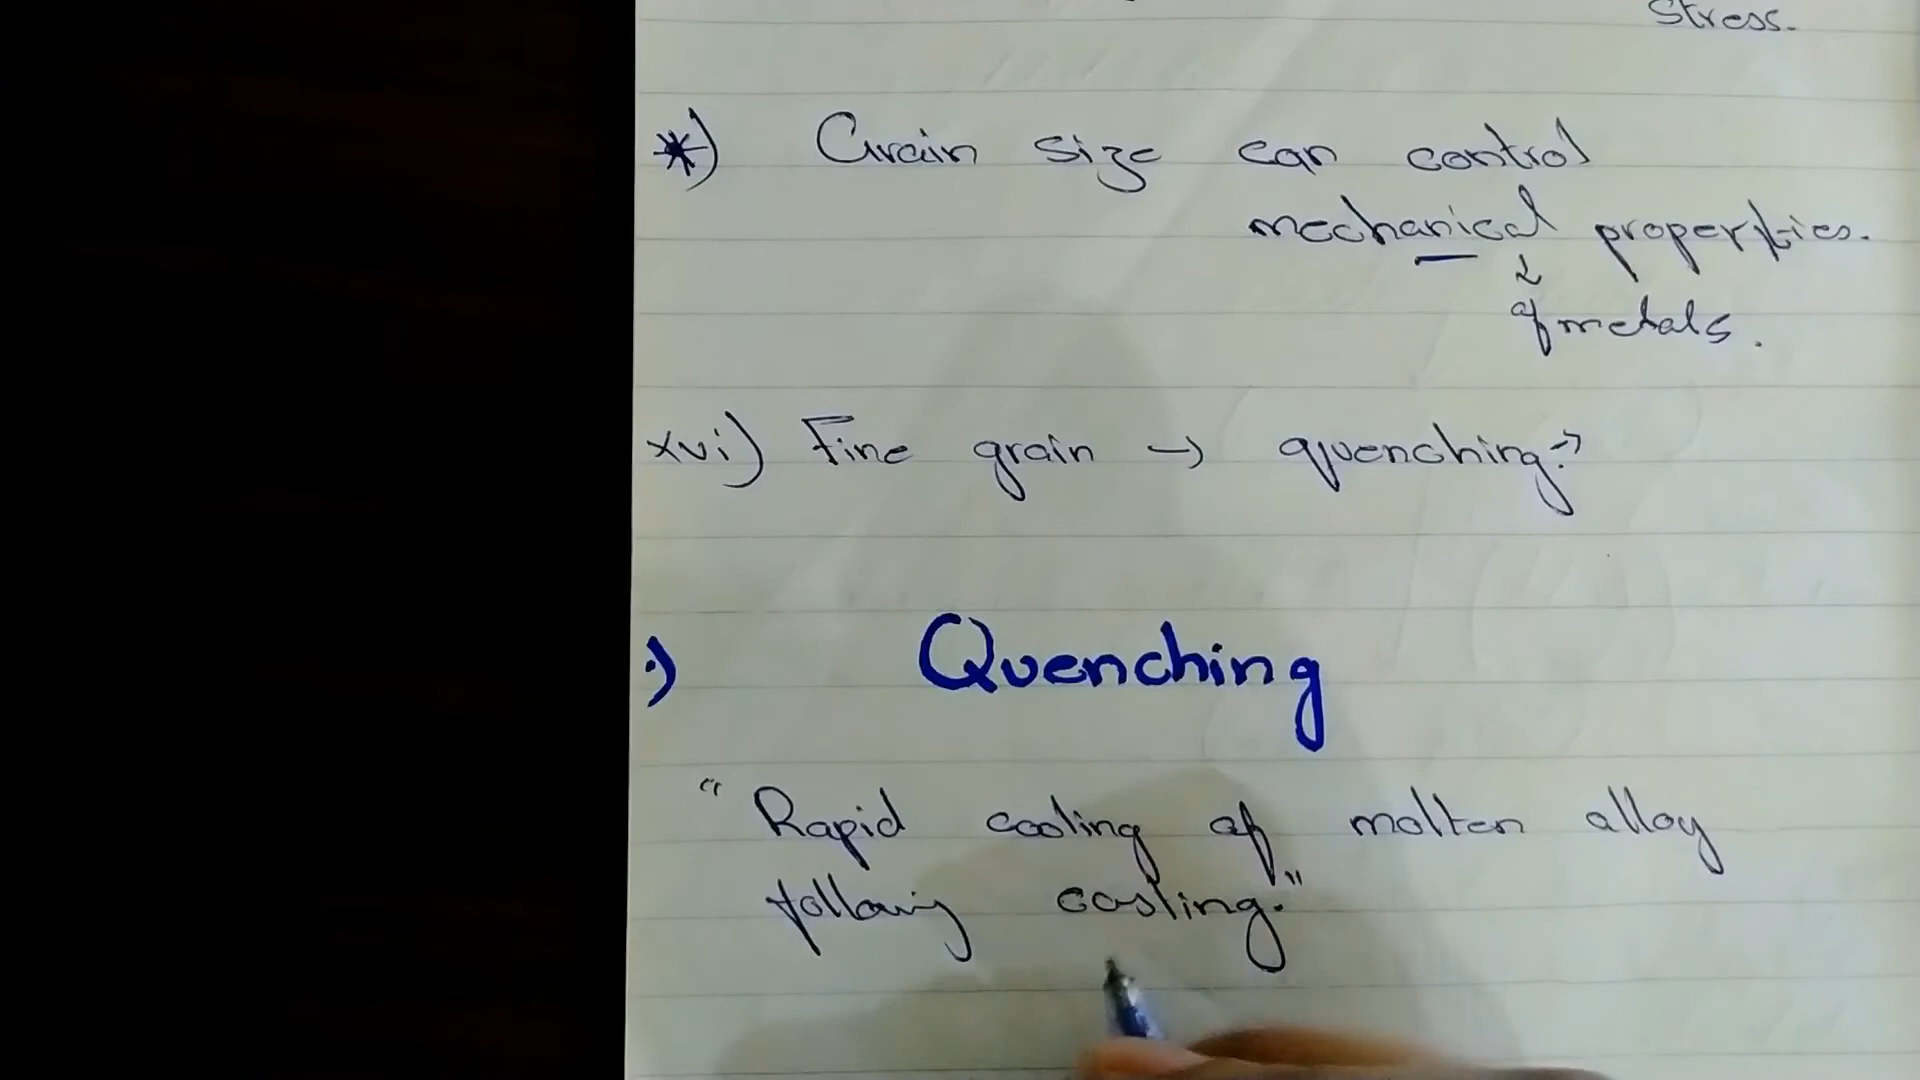 Stress.
*) Grain size can control
mechanical properties.
& of metals.
xvi) Fine grain → quenching:→
·) Quenching
"Rapid cooling of molten alloy
following casting."